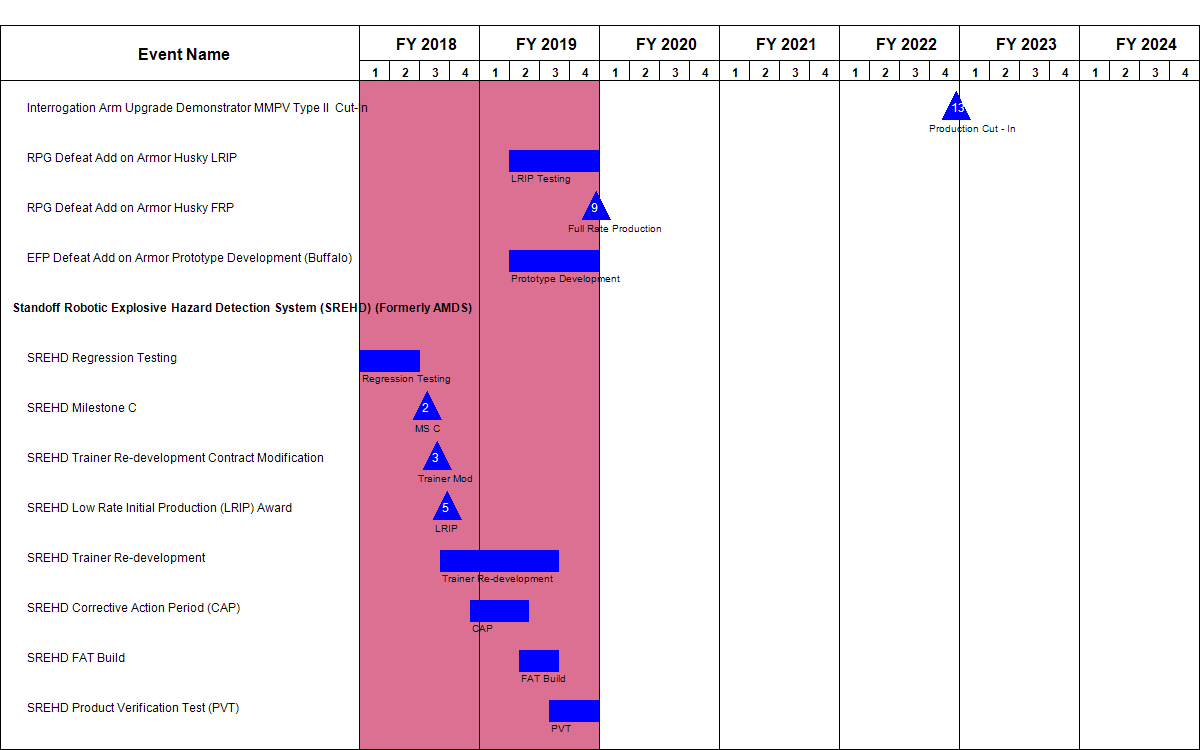 Event Name
FY 2018 FY 2019 FY 2020 FY 2021 FY 2022 FY 2023 FY 2024
1 2 3 4 1 2 3 4 1 2 3 4 1 2 3 4 1 2 3 4 1 2 3 4 1 2 3 4
Interrogation Arm Upgrade Demonstrator MMPV Type II Cut-In
13
Production Cut - In
RPG Defeat Add on Armor Husky LRIP
LRIP Testing
RPG Defeat Add on Armor Husky FRP
9
Full Rate Production
EFP Defeat Add on Armor Prototype Development (Buffalo)
Prototype Development
Standoff Robotic Explosive Hazard Detection System (SREHD) (Formerly AMDS)
SREHD Regression Testing
Regression Testing
SREHD Milestone C
2
MS C
SREHD Trainer Re-development Contract Modification
3
Trainer Mod
SREHD Low Rate Initial Production (LRIP) Award
5
LRIP
SREHD Trainer Re-development
Trainer Re-development
SREHD Corrective Action Period (CAP)
CAP
SREHD FAT Build
FAT Build
SREHD Product Verification Test (PVT)
PVT